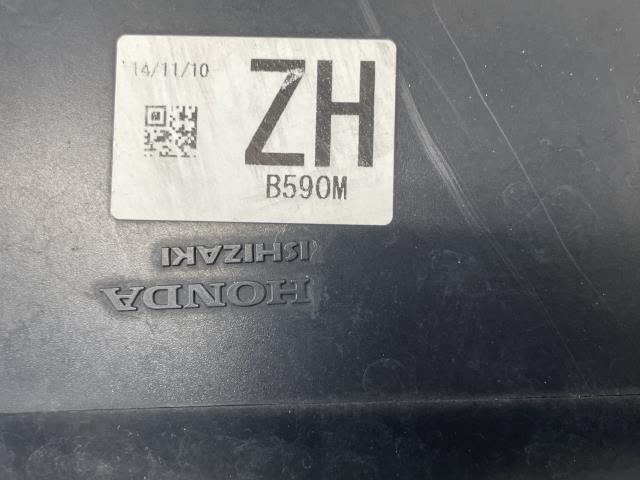 '14/11/10
ZH
B590M
ISHIZAKI
HONDA